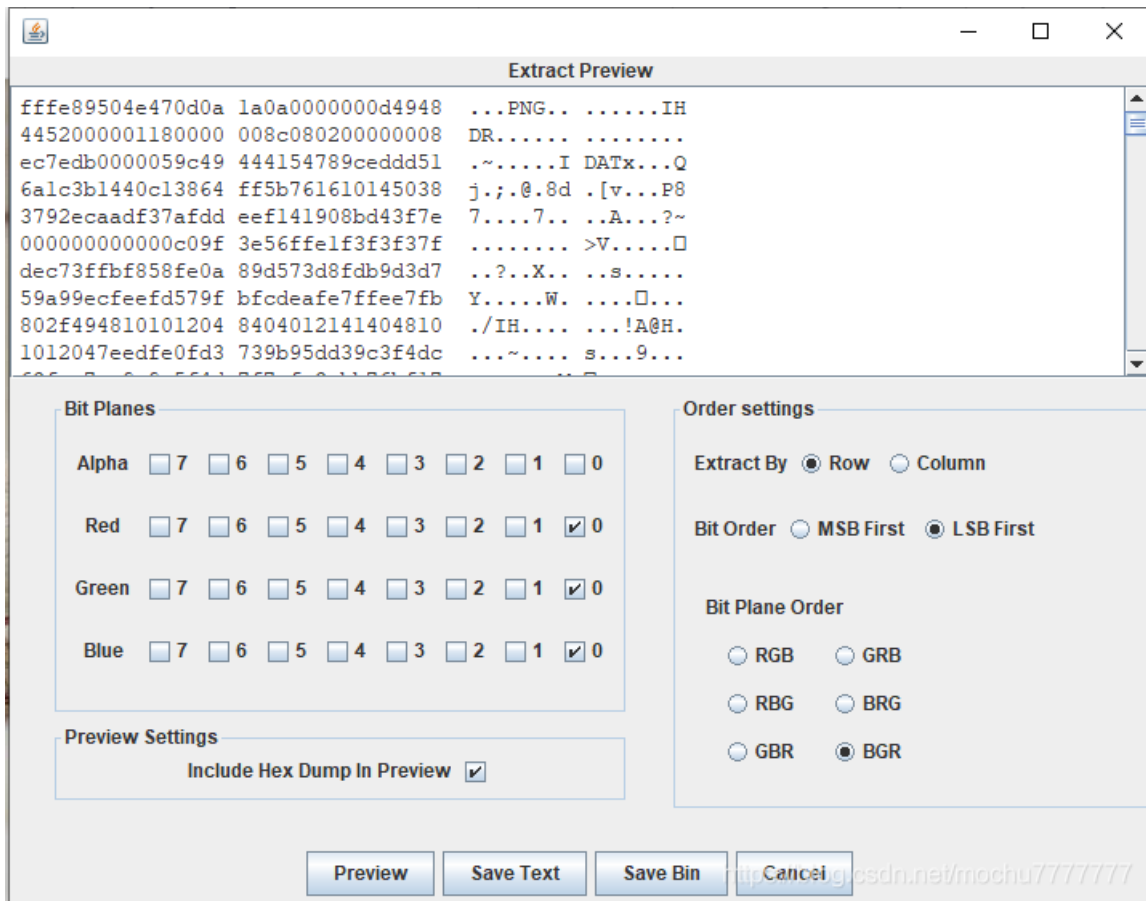 Extract Preview
fffe89504e470d0a 1a0a0000000d4948 ...PNG.. ......IH
4452000001180000 008c080200000008 DR...... ........
ec7edb0000059c49 444154789ceddd51 .~.....I DATx...Q
6a1c3b1440c13864 ff5b761610145038 j.;.@.8d .[v...P8
3792ecaadf37afdd eef141908bd43f7e 7....7.. ..A...?~
000000000000c09f 3e56ffe1f3f3f37f ........ >V.....□
dec73ffbf858fe0a 89d573d8fdb9d3d7 ..?..X.. ..s.....
59a99ecfeefd579f bfcdeafe7ffee7fb Y.....W. ....□...
802f494810101204 8404012141404810 ./IH.... ...!A@H.
1012047eedfe0fd3 739b95dd39c3f4dc ...~.... s...9...
Bit Planes
Alpha 7 6 5 4 3 2 1 0
Red 7 6 5 4 3 2 1 0
Green 7 6 5 4 3 2 1 0
Blue 7 6 5 4 3 2 1 0
Preview Settings
Include Hex Dump In Preview
Order settings
Extract By Row Column
Bit Order MSB First LSB First
Bit Plane Order
RGB GRB
RBG BRG
GBR BGR
Preview Save Text Save Bin Cancel
https://blog.csdn.net/mochu7777777